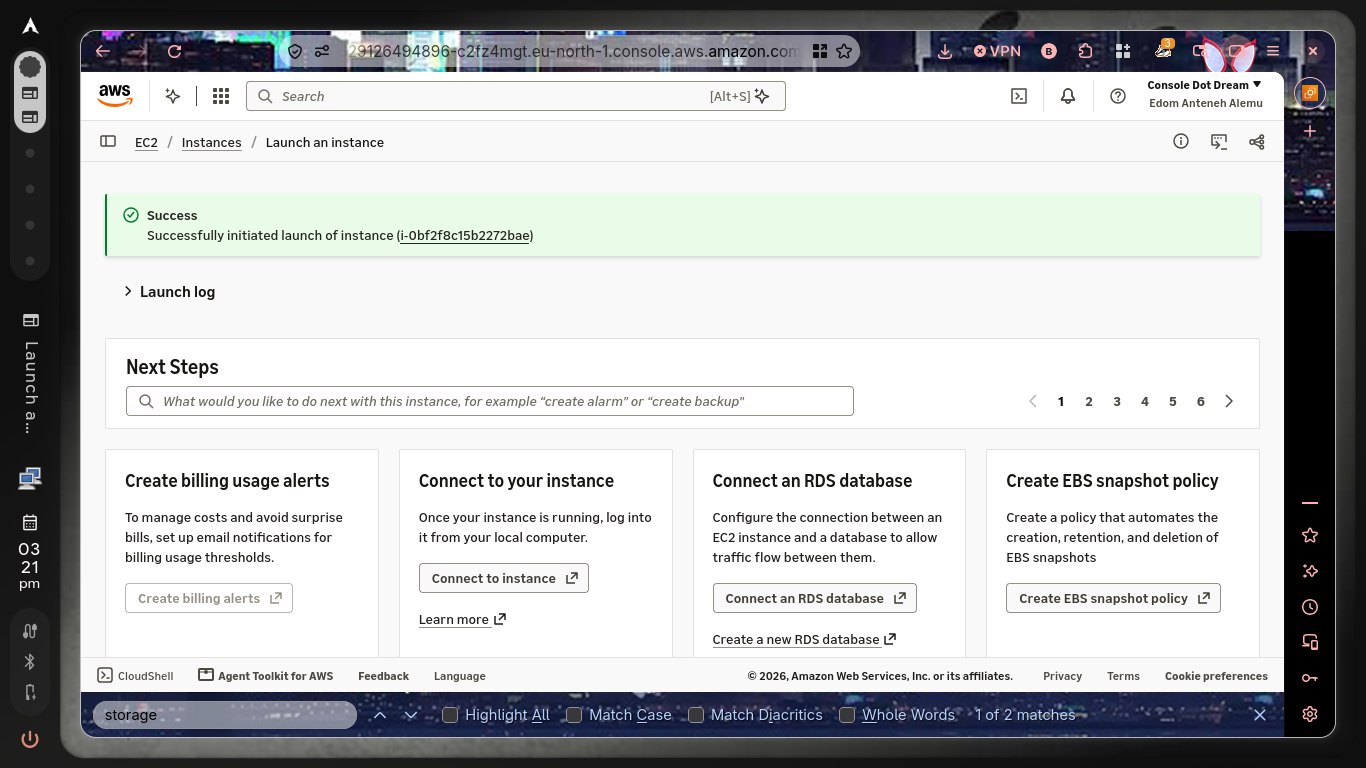 29126494896-c2fz4mgt.eu-north-1.console.aws.amazon.com
VPN
B
3
aws
Search
[Alt+S]
Console Dot Dream
Edom Anteneh Alemu
EC2 / Instances / Launch an instance
Success
Successfully initiated launch of instance (i-0bf2f8c15b2272bae)
Launch log
Next Steps
What would you like to do next with this instance, for example “create alarm” or “create backup”
1 2 3 4 5 6
Create billing usage alerts
To manage costs and avoid surprise
bills, set up email notifications for
billing usage thresholds.
Create billing alerts
Connect to your instance
Once your instance is running, log into
it from your local computer.
Connect to instance
Learn more
Connect an RDS database
Configure the connection between an
EC2 instance and a database to allow
traffic flow between them.
Connect an RDS database
Create a new RDS database
Create EBS snapshot policy
Create a policy that automates the
creation, retention, and deletion of
EBS snapshots
Create EBS snapshot policy
CloudShell
Agent Toolkit for AWS
Feedback
Language
© 2026, Amazon Web Services, Inc. or its affiliates.
Privacy
Terms
Cookie preferences
storage
Highlight All
Match Case
Match Diacritics
Whole Words
1 of 2 matches
Launch a...
03
21
pm